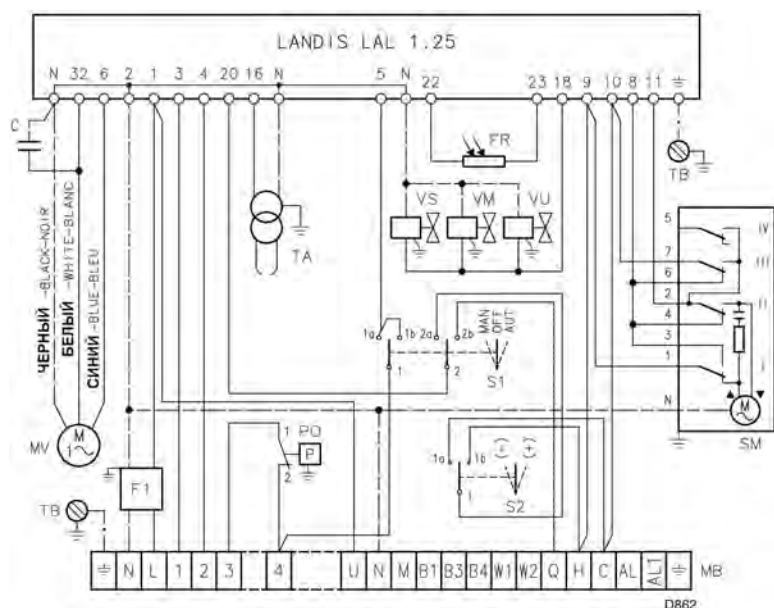 LANDIS LAL 1.25
N 32 6 2 1 3 4 20 16 N 5 N 22 23 18 9 10 8 11
C
FR
TB
VS VM VU
TA
ЧЕРНЫЙ -BLACK-NOIR
БЕЛЫЙ -WHITE-BLANC
СИНИЙ -BLUE-BLEU
5 IV
7 III
6
2 II
4
3
1 I
N
M
SM
1a 1b 2a 2b
MAN
OFF
AUT
1 2 S1
M
1
MV
1 PO
P
2
1a 1b (-) (+)
1 S2
F1
TB
N L 1 2 3 4 U N M B1 B3 B4 W1 W2 Q H C AL AL1 MB
D862